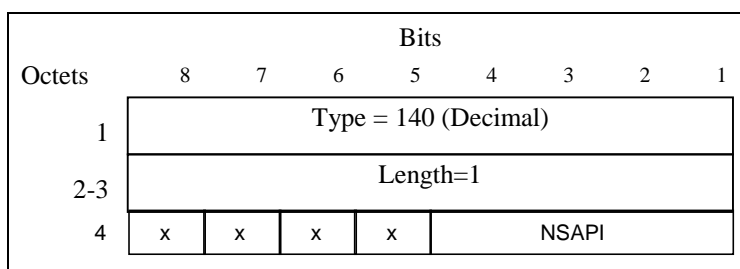 Bits
Octets 8 7 6 5 4 3 2 1
1 Type = 140 (Decimal)
2-3 Length=1
4 x x x x NSAPI